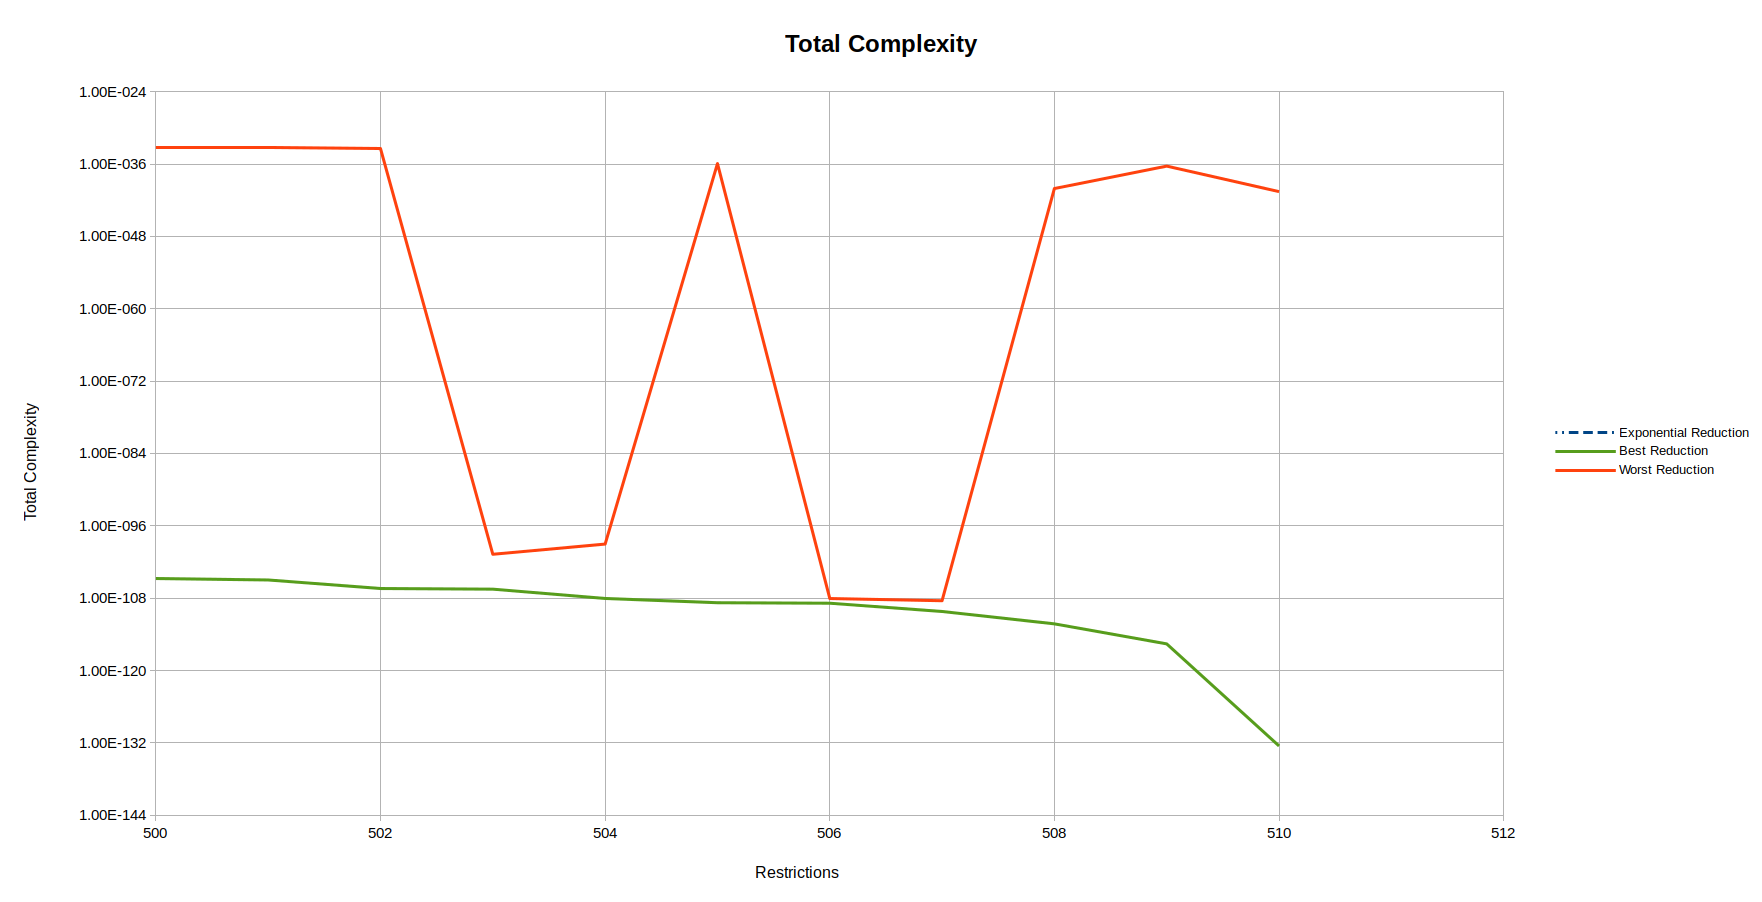 Total Complexity
1.00E-024
1.00E-036
1.00E-048
1.00E-060
1.00E-072
1.00E-084
1.00E-096
1.00E-108
1.00E-120
1.00E-132
1.00E-144
Total Complexity
500 502 504 506 508 510 512
Restrictions
Exponential Reduction
Best Reduction
Worst Reduction